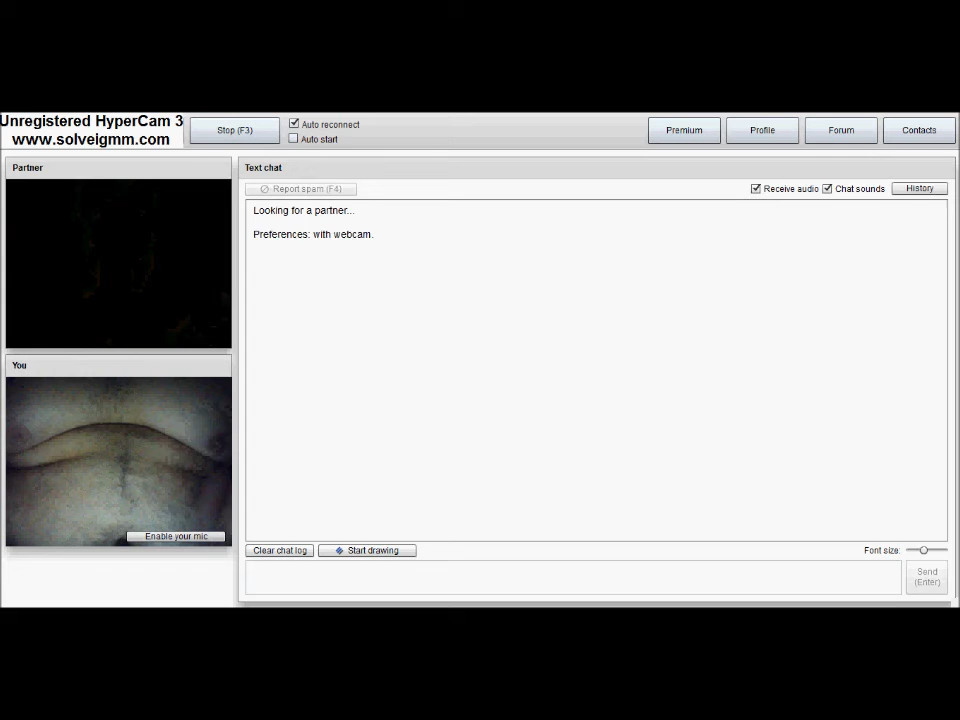 Unregistered HyperCam 3
www.solveigmm.com
Stop (F3)
Auto reconnect
Auto start
Premium
Profile
Forum
Contacts
Partner
Text chat
Report spam (F4)
Receive audio
Chat sounds
History
Looking for a partner...
Preferences: with webcam.
You
Enable your mic
Clear chat log
Start drawing
Font size:
Send
(Enter)